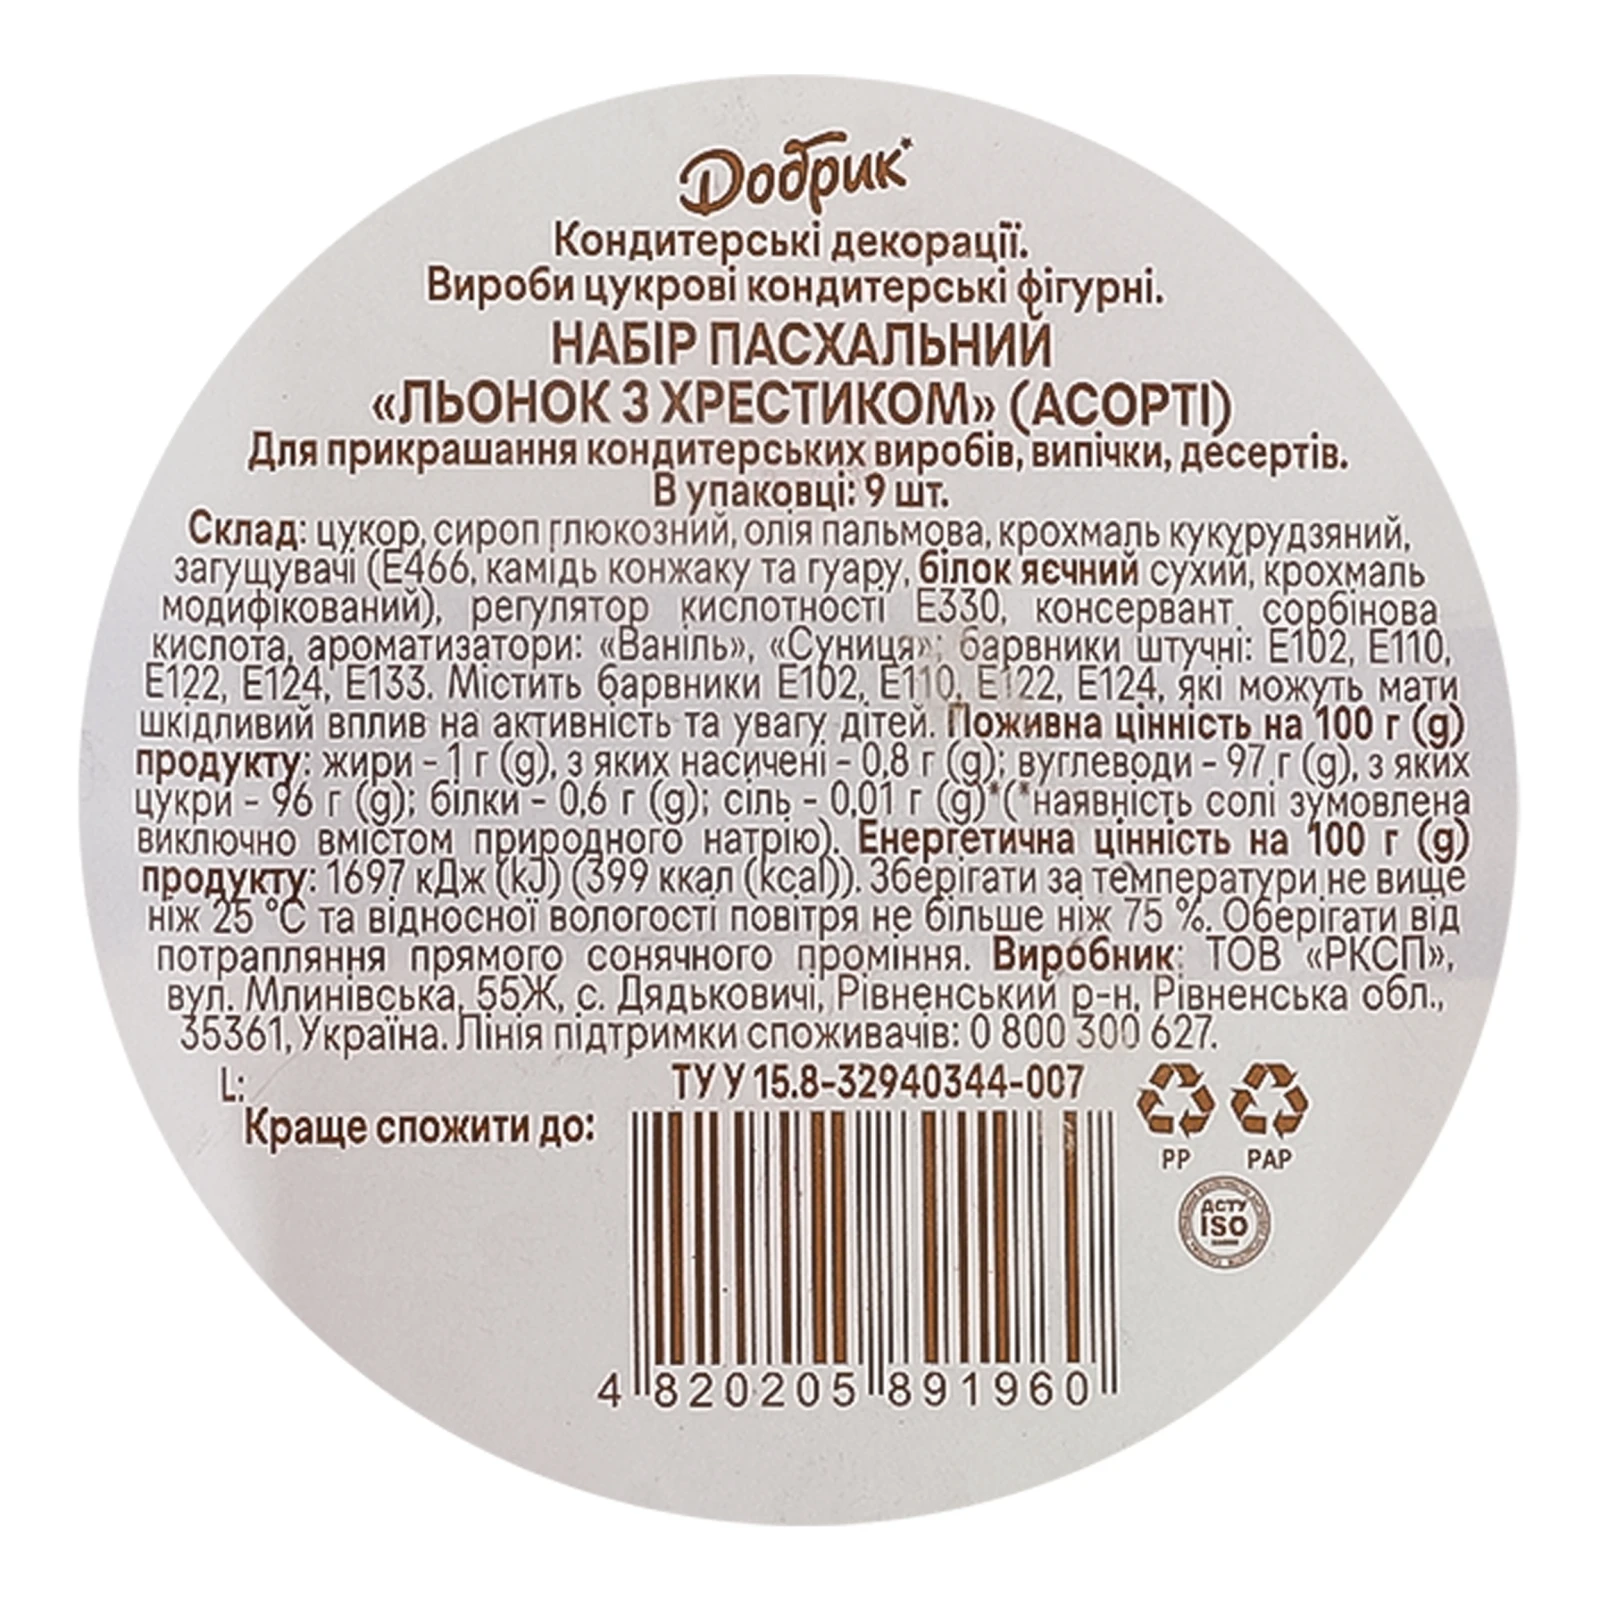 Добрик
Кондитерські декорації.
Вироби цукрові кондитерські фігурні.
НАБІР ПАСХАЛЬНИЙ
«ЛЬОНОК З ХРЕСТИКОМ» (АСОРТІ)
Для прикрашання кондитерських виробів, випічки, десертів.
В упаковці: 9 шт.
Склад: цукор, сироп глюкозний, олія пальмова, крохмаль кукурудзяний,
загущувачі (Е466, камідь конжаку та гуару, білок яєчний сухий, крохмаль
модифікований), регулятор кислотності Е330, консервант сорбінова
кислота, ароматизатори: «Ваніль», «Суниця»; барвники штучні: Е102, Е110,
Е122, Е124, Е133. Містить барвники Е102, Е110, Е122, Е124, які можуть мати
шкідливий вплив на активність та увагу дітей. Поживна цінність на 100 г (g)
продукту: жири - 1 г (g), з яких насичені - 0,8 г (g); вуглеводи - 97 г (g), з яких
цукри - 96 г (g); білки - 0,6 г (g); сіль - 0,01 г (g)*(*наявність солі зумовлена
виключно вмістом природного натрію). Енергетична цінність на 100 г (g)
продукту: 1697 кДж (kJ) (399 ккал (kcal)). Зберігати за температури не вище
ніж 25 °С та відносної вологості повітря не більше ніж 75 %. Оберігати від
потрапляння прямого сонячного проміння. Виробник: ТОВ «РКСП»,
вул. Млинівська, 55Ж, с. Дядьковичі, Рівненський р-н, Рівненська обл.,
35361, Україна. Лінія підтримки споживачів: 0 800 300 627.
L: ТУ У 15.8-32940344-007
Краще спожити до:
PP PAP
ДСТУ
ISO
4 820205 891960